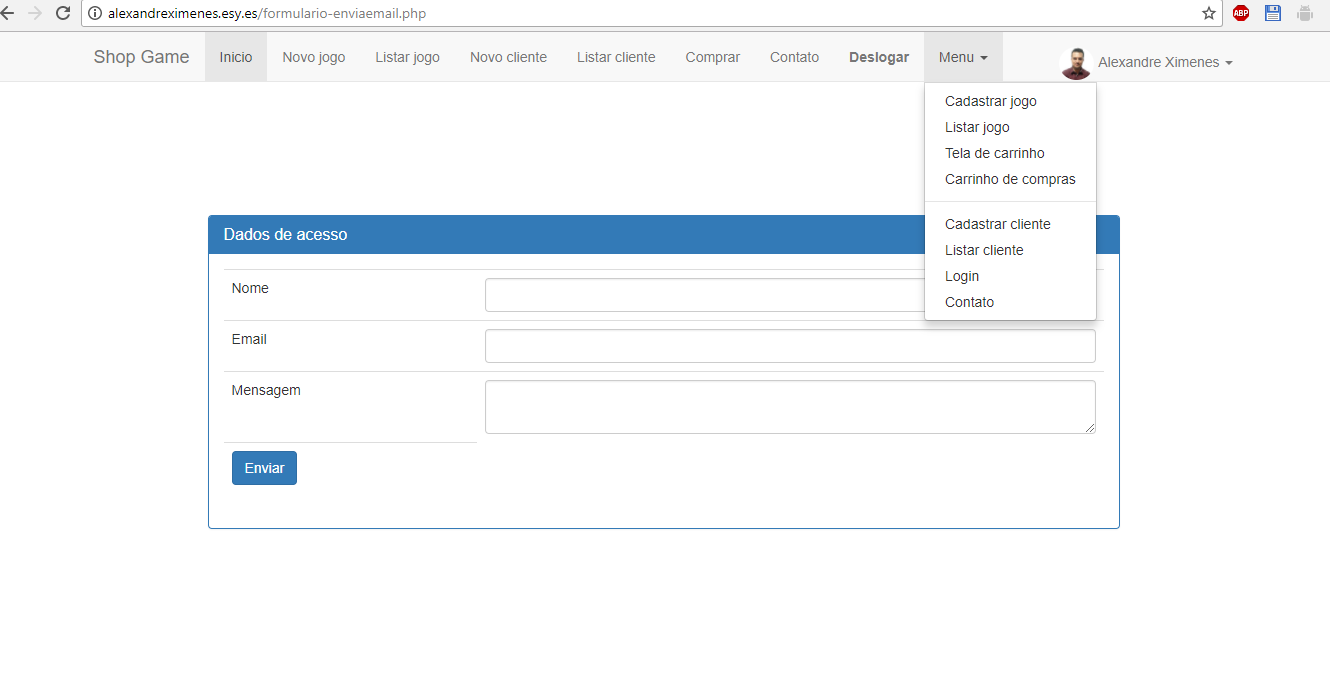 alexandreximenes.esy.es/formulario-enviaemail.php
ABP
Shop Game Inicio Novo jogo Listar jogo Novo cliente Listar cliente Comprar Contato Deslogar Menu Alexandre Ximenes
Cadastrar jogo
Listar jogo
Tela de carrinho
Carrinho de compras
Cadastrar cliente
Listar cliente
Login
Contato
Dados de acesso
Nome
Email
Mensagem
Enviar